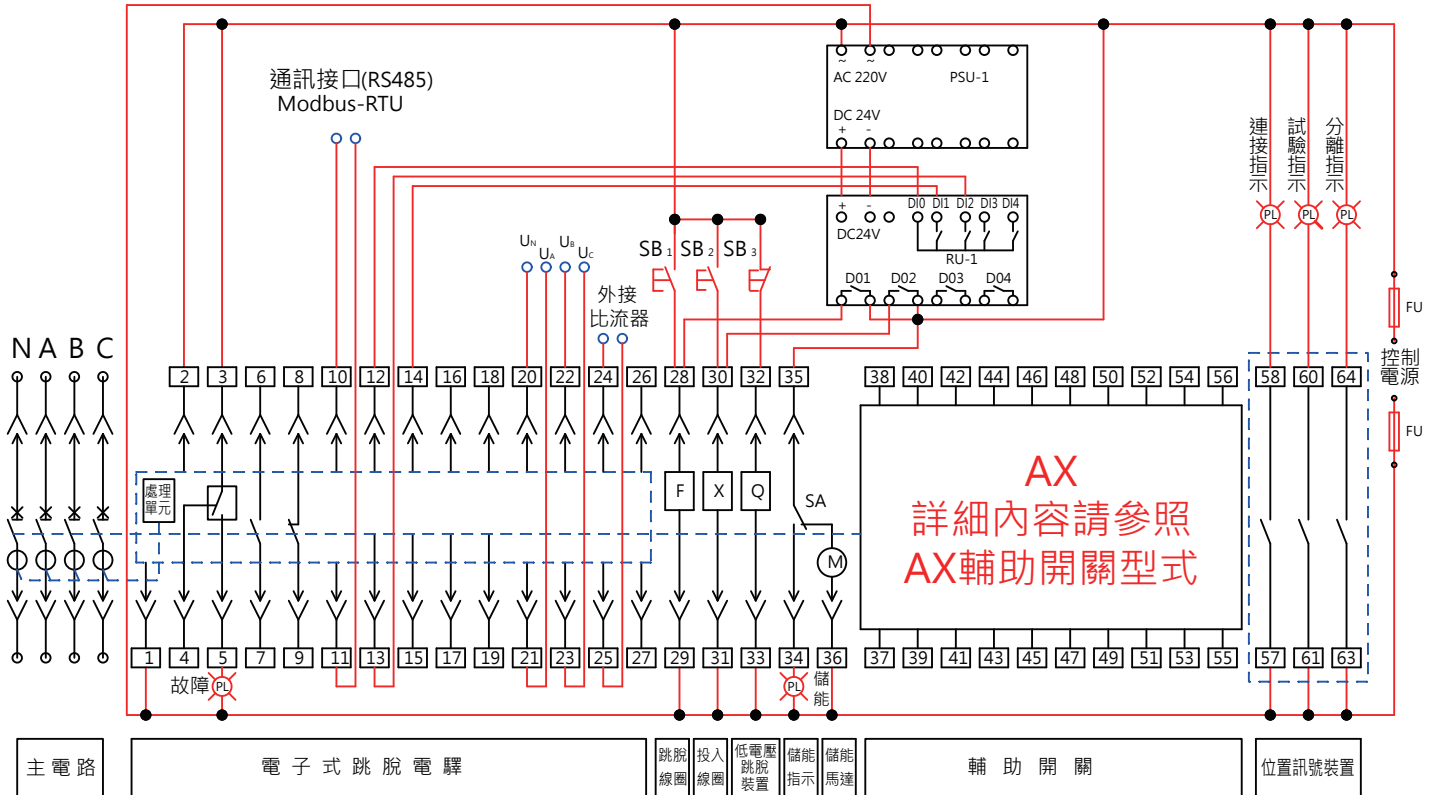 通訊接口(RS485)
Modbus-RTU
AC 220V
PSU-1
DC 24V
+ -
+ - DI0 DI1 DI2 DI3 DI4
DC24V
RU-1
D01 D02 D03 D04
連接指示
試驗指示
分離指示
PL PL PL
UN UA UB UC
SB1 SB2 SB3
外接
比流器
FU
控制
電源
FU
N A B C
2 3 6 8 10 12 14 16 18 20 22 24 26 28 30 32 35 38 40 42 44 46 48 50 52 54 56 58 60 64
處理
單元
F X Q
SA
M
AX
詳細內容請參照
AX輔助開關型式
1 4 5 7 9 11 13 15 17 19 21 23 25 27 29 31 33 34 36 37 39 41 43 45 47 49 51 53 55 57 61 63
故障 PL
PL 儲
能
主電路
電子式跳脫電驛
跳脫
線圈
投入
線圈
低電壓
跳脫
裝置
儲能
指示
儲能
馬達
輔助開關
位置訊號裝置